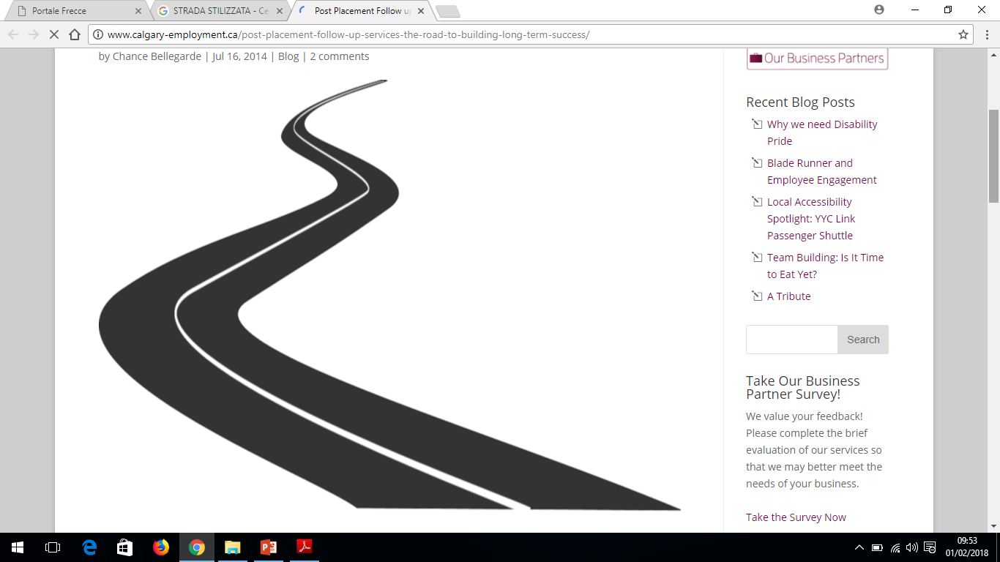 Portale Frecce
STRADA STILIZZATA - Ce
Post Placement Follow u
www.calgary-employment.ca/post-placement-follow-up-services-the-road-to-building-long-term-success/
by Chance Bellegarde | Jul 16, 2014 | Blog | 2 comments
Our Business Partners
Recent Blog Posts
Why we need Disability
Pride
Blade Runner and
Employee Engagement
Local Accessibility
Spotlight: YYC Link
Passenger Shuttle
Team Building: Is It Time
to Eat Yet?
A Tribute
Search
Take Our Business
Partner Survey!
We value your feedback!
Please complete the brief
evaluation of our services so
that we may better meet the
needs of your business.
Take the Survey Now
09:53
01/02/2018